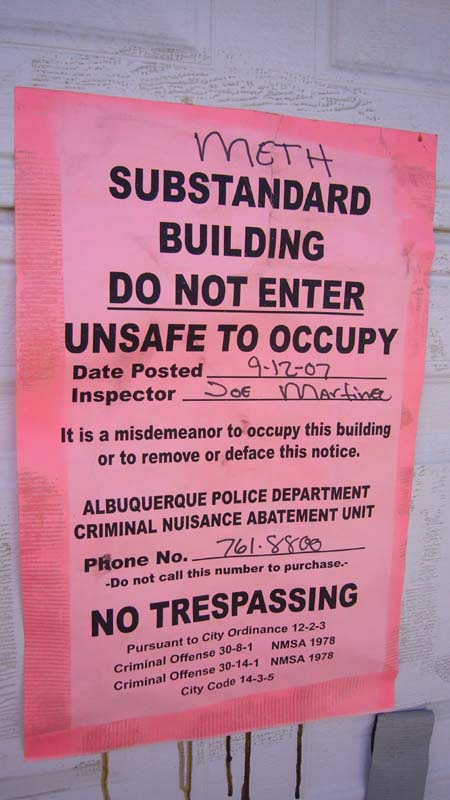 METH
SUBSTANDARD
BUILDING
DO NOT ENTER
UNSAFE TO OCCUPY
Date Posted 9-12-07
Inspector Joe Martinez
It is a misdemeanor to occupy this building
or to remove or deface this notice.
ALBUQUERQUE POLICE DEPARTMENT
CRIMINAL NUISANCE ABATEMENT UNIT
Phone No. 761-8800
-Do not call this number to purchase.-
NO TRESPASSING
Pursuant to City Ordinance 12-2-3
Criminal Offense 30-8-1 NMSA 1978
Criminal Offense 30-14-1 NMSA 1978
City Code 14-3-5